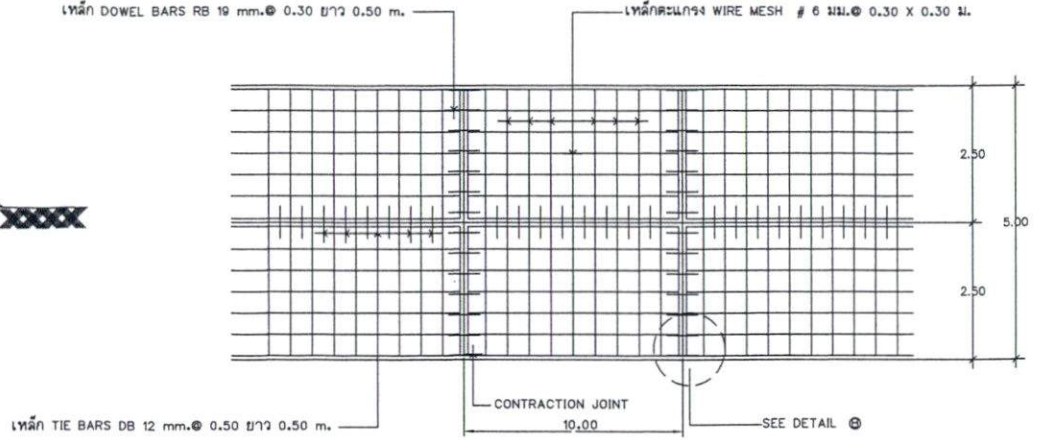 เหล็ก DOWEL BARS RB 19 mm.@ 0.30 ยาว 0.50 m.
เหล็กตะแกรง WIRE MESH # 6 มม.@ 0.30 X 0.30 ม.
2.50
5.00
2.50
CONTRACTION JOINT
10.00
SEE DETAIL Ⓑ
เหล็ก TIE BARS DB 12 mm.@ 0.50 ยาว 0.50 m.